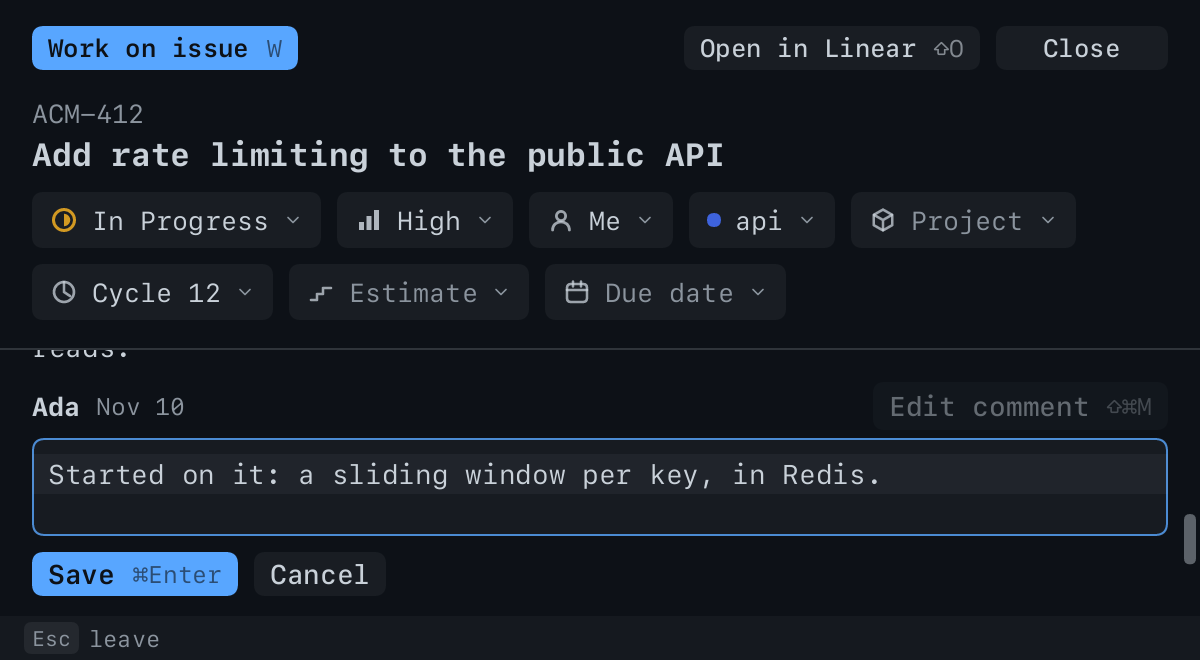 Work on issue W
Open in Linear ⇧O
Close
ACM-412
Add rate limiting to the public API
In Progress
High
Me
api
Project
Cycle 12
Estimate
Due date
reads.
Ada Nov 10
Edit comment ⇧⌘M
Started on it: a sliding window per key, in Redis.
Save ⌘Enter
Cancel
Esc leave